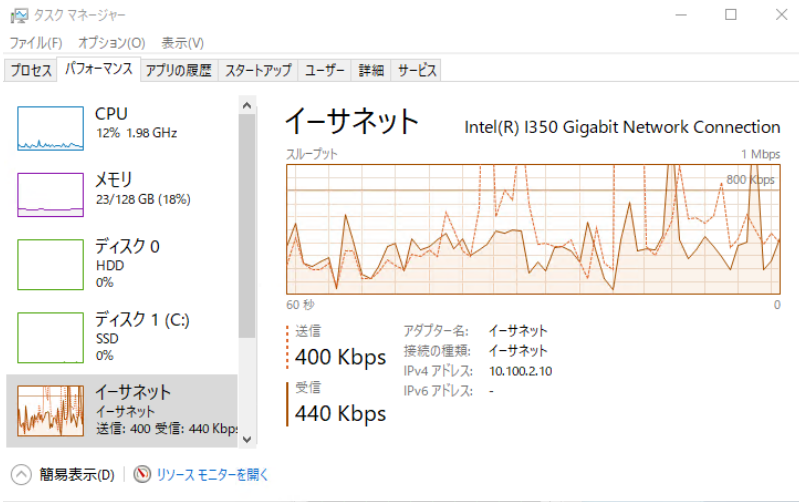 タスク マネージャー
ファイル(F) オプション(O) 表示(V)
プロセス パフォーマンス アプリの履歴 スタートアップ ユーザー 詳細 サービス
CPU
12% 1.98 GHz
メモリ
23/128 GB (18%)
ディスク 0
HDD
0%
ディスク 1 (C:)
SSD
0%
イーサネット
イーサネット
送信: 400 受信: 440 Kbps
イーサネット
Intel(R) I350 Gigabit Network Connection
スループット 1 Mbps
800 Kbps
60 秒 0
送信
400 Kbps
受信
440 Kbps
アダプター名: イーサネット
接続の種類: イーサネット
IPv4 アドレス: 10.100.2.10
IPv6 アドレス: -
簡易表示(D) リソース モニターを開く